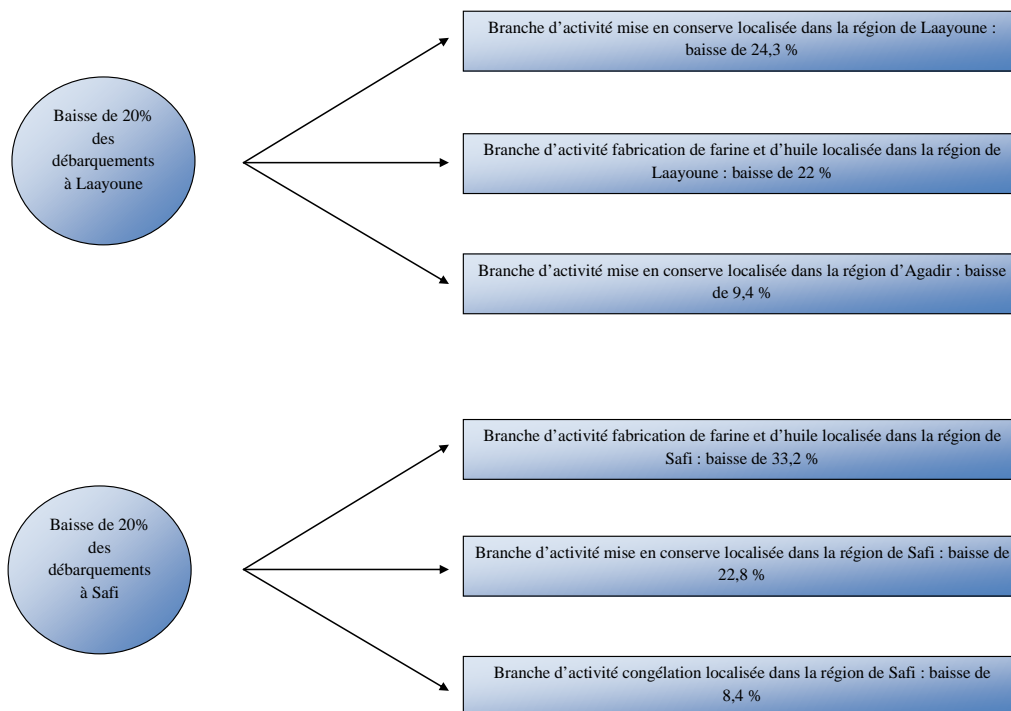 Baisse de 20%
des
débarquements
à Laayoune
Branche d’activité mise en conserve localisée dans la région de Laayoune :
baisse de 24,3 %
Branche d’activité fabrication de farine et d’huile localisée dans la région de
Laayoune : baisse de 22 %
Branche d’activité mise en conserve localisée dans la région d’Agadir : baisse
de 9,4 %
Baisse de 20%
des
débarquements
à Safi
Branche d’activité fabrication de farine et d’huile localisée dans la région de
Safi : baisse de 33,2 %
Branche d’activité mise en conserve localisée dans la région de Safi : baisse de
22,8 %
Branche d’activité congélation localisée dans la région de Safi : baisse de
8,4 %